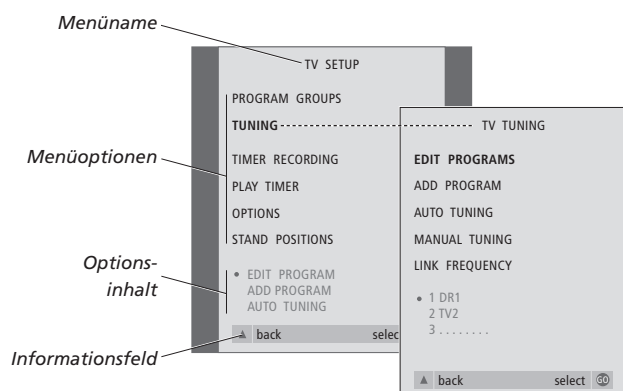 Menüname
TV SETUP
PROGRAM GROUPS
TUNING
TIMER RECORDING
PLAY TIMER
OPTIONS
STAND POSITIONS
Menüoptionen
• EDIT PROGRAM
ADD PROGRAM
AUTO TUNING
Options-
inhalt
▲ back selec
Informationsfeld
TV TUNING
EDIT PROGRAMS
ADD PROGRAM
AUTO TUNING
MANUAL TUNING
LINK FREQUENCY
• 1 DR1
2 TV2
3 . . . . . . . .
▲ back select GO